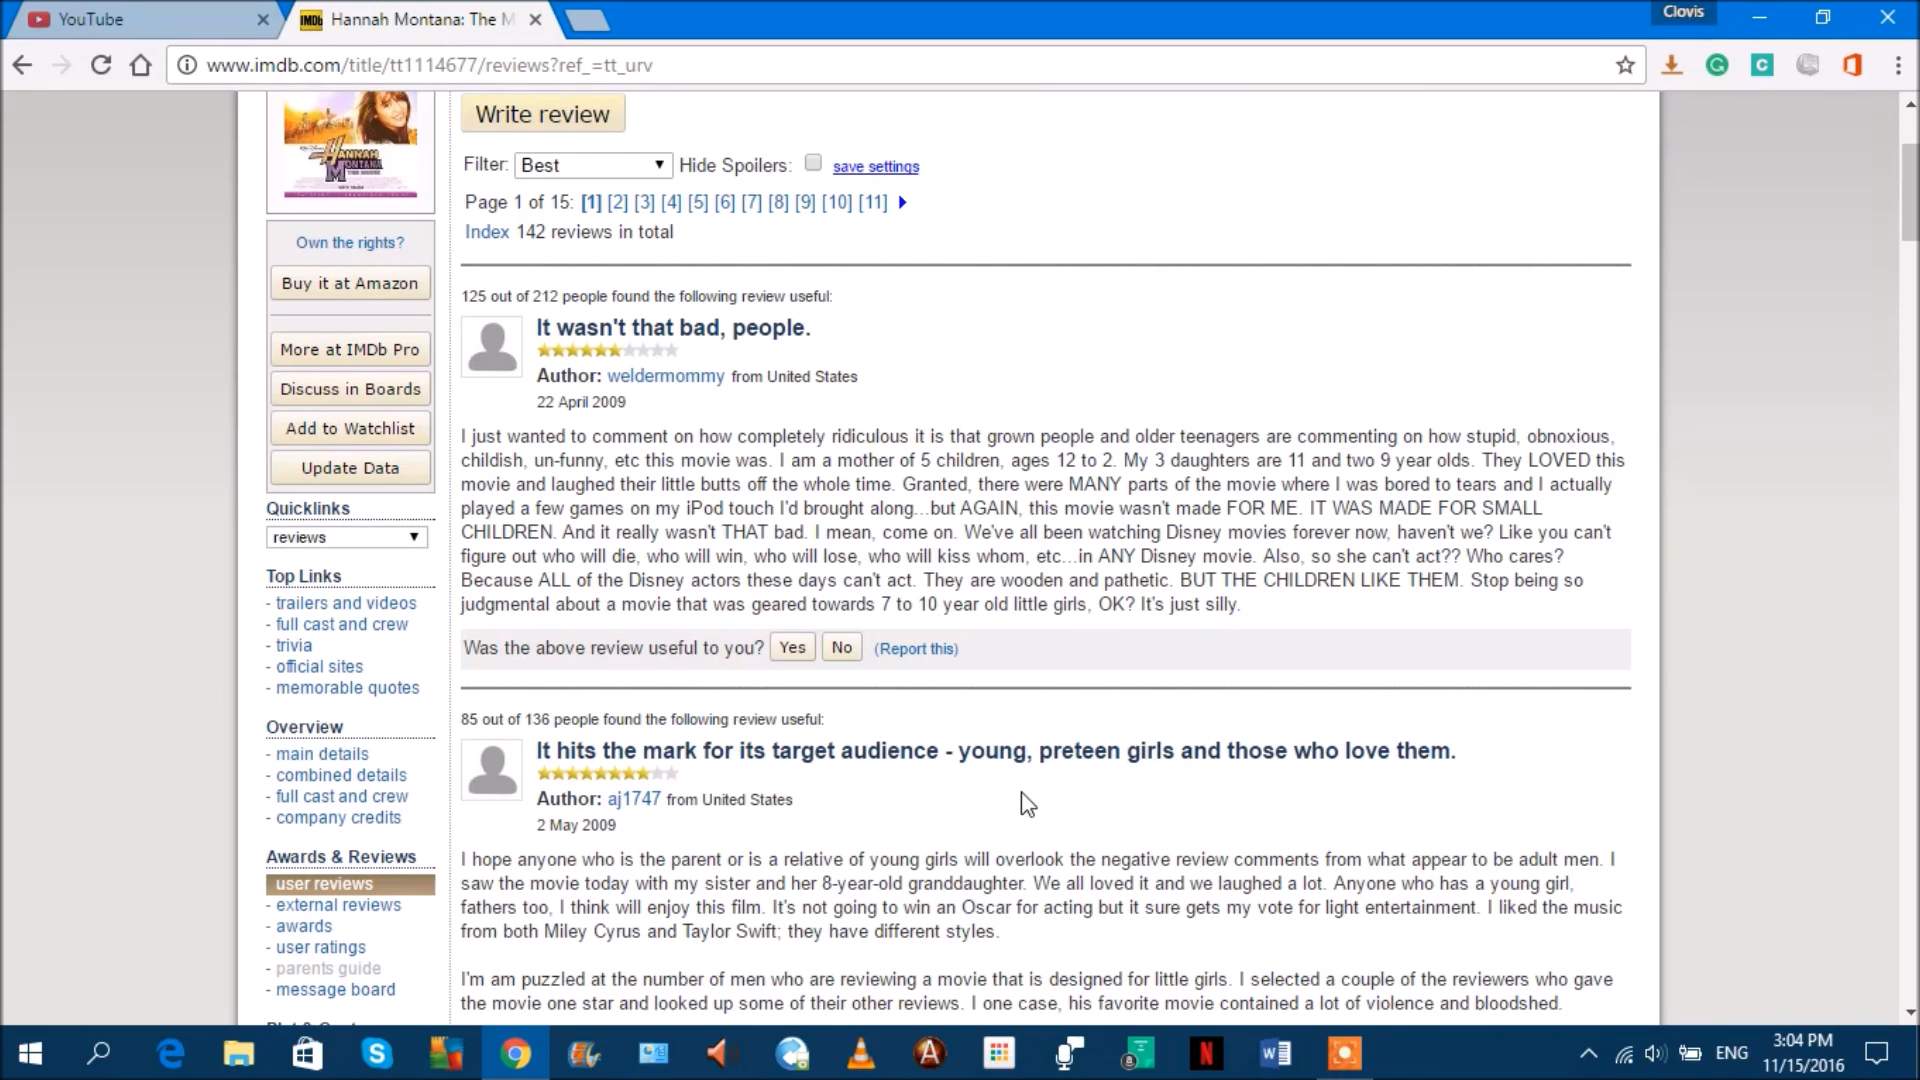 YouTube
IMDb Hannah Montana: The M
Clovis
www.imdb.com/title/tt1114677/reviews?ref_=tt_urv
HANNAH
MONTANA
THE MOVIE
Write review
Filter: Best Hide Spoilers: save settings
Page 1 of 15: [1] [2] [3] [4] [5] [6] [7] [8] [9] [10] [11]
Index 142 reviews in total
Own the rights?
Buy it at Amazon
More at IMDb Pro
Discuss in Boards
Add to Watchlist
Update Data
Quicklinks
reviews
Top Links
- trailers and videos
- full cast and crew
- trivia
- official sites
- memorable quotes
Overview
- main details
- combined details
- full cast and crew
- company credits
Awards & Reviews
user reviews
- external reviews
- awards
- user ratings
- parents guide
- message board
125 out of 212 people found the following review useful:
It wasn't that bad, people.
Author: weldermommy from United States
22 April 2009
I just wanted to comment on how completely ridiculous it is that grown people and older teenagers are commenting on how stupid, obnoxious,
childish, un-funny, etc this movie was. I am a mother of 5 children, ages 12 to 2. My 3 daughters are 11 and two 9 year olds. They LOVED this
movie and laughed their little butts off the whole time. Granted, there were MANY parts of the movie where I was bored to tears and I actually
played a few games on my iPod touch I'd brought along...but AGAIN, this movie wasn't made FOR ME. IT WAS MADE FOR SMALL
CHILDREN. And it really wasn't THAT bad. I mean, come on. We've all been watching Disney movies forever now, haven't we? Like you can't
figure out who will die, who will win, who will lose, who will kiss whom, etc...in ANY Disney movie. Also, so she can't act?? Who cares?
Because ALL of the Disney actors these days can't act. They are wooden and pathetic. BUT THE CHILDREN LIKE THEM. Stop being so
judgmental about a movie that was geared towards 7 to 10 year old little girls, OK? It's just silly.
Was the above review useful to you? Yes No (Report this)
85 out of 136 people found the following review useful:
It hits the mark for its target audience - young, preteen girls and those who love them.
Author: aj1747 from United States
2 May 2009
I hope anyone who is the parent or is a relative of young girls will overlook the negative review comments from what appear to be adult men. I
saw the movie today with my sister and her 8-year-old granddaughter. We all loved it and we laughed a lot. Anyone who has a young girl,
fathers too, I think will enjoy this film. It's not going to win an Oscar for acting but it sure gets my vote for light entertainment. I liked the music
from both Miley Cyrus and Taylor Swift; they have different styles.
I'm am puzzled at the number of men who are reviewing a movie that is designed for little girls. I selected a couple of the reviewers who gave
the movie one star and looked up some of their other reviews. I one case, his favorite movie contained a lot of violence and bloodshed.
ENG
3:04 PM
11/15/2016